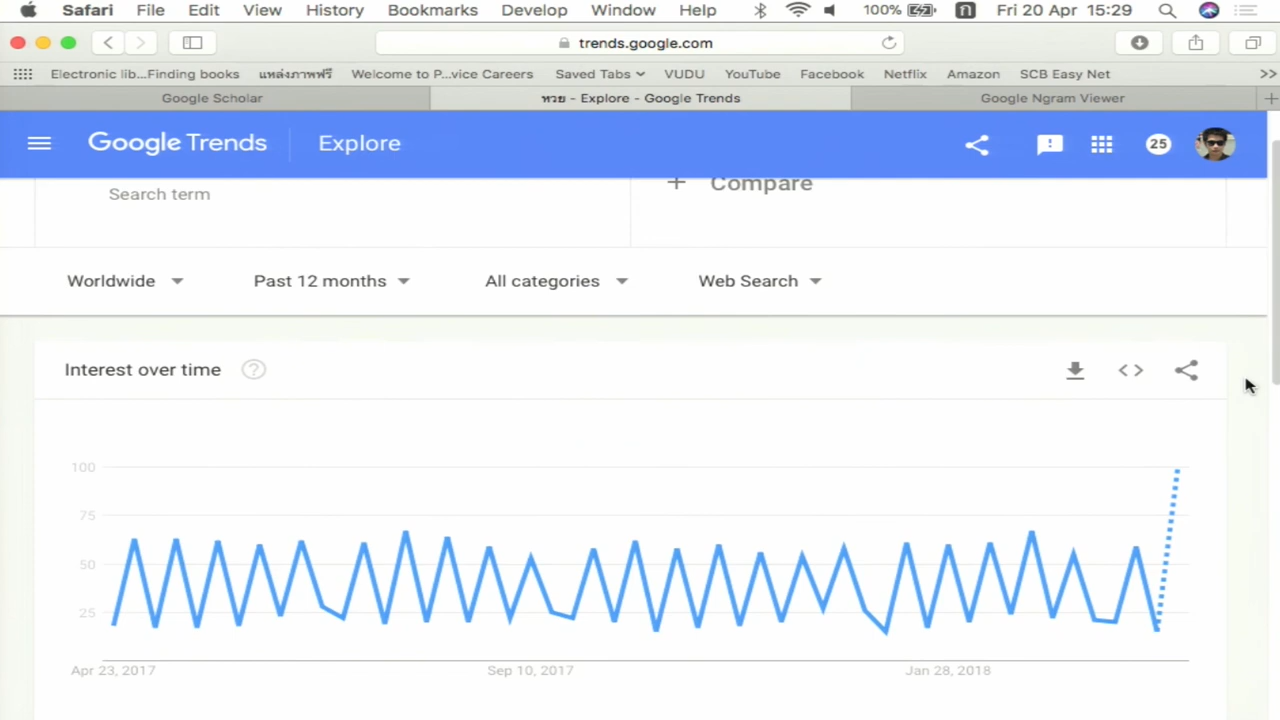 Safari File Edit View History Bookmarks Develop Window Help 100% ก Fri 20 Apr 15:29
trends.google.com
Electronic lib...Finding books แหล่งภาพฟรี Welcome to P...vice Careers Saved Tabs VUDU YouTube Facebook Netflix Amazon SCB Easy Net >>
Google Scholar หวย - Explore - Google Trends Google Ngram Viewer +
Google Trends Explore 25
Search term + Compare
Worldwide Past 12 months All categories Web Search
Interest over time ? < >
100
75
50
25
Apr 23, 2017 Sep 10, 2017 Jan 28, 2018